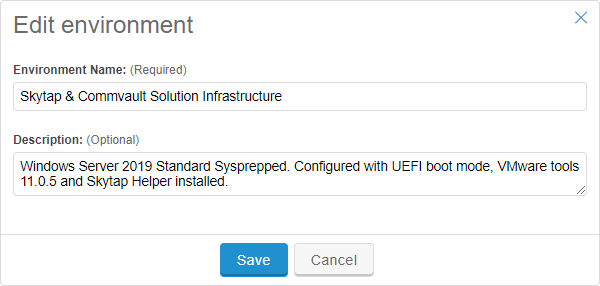 Edit environment
Environment Name: (Required)
Skytap & Commvault Solution Infrastructure
Description: (Optional)
Windows Server 2019 Standard Sysprepped. Configured with UEFI boot mode, VMware tools
11.0.5 and Skytap Helper installed.
Save Cancel